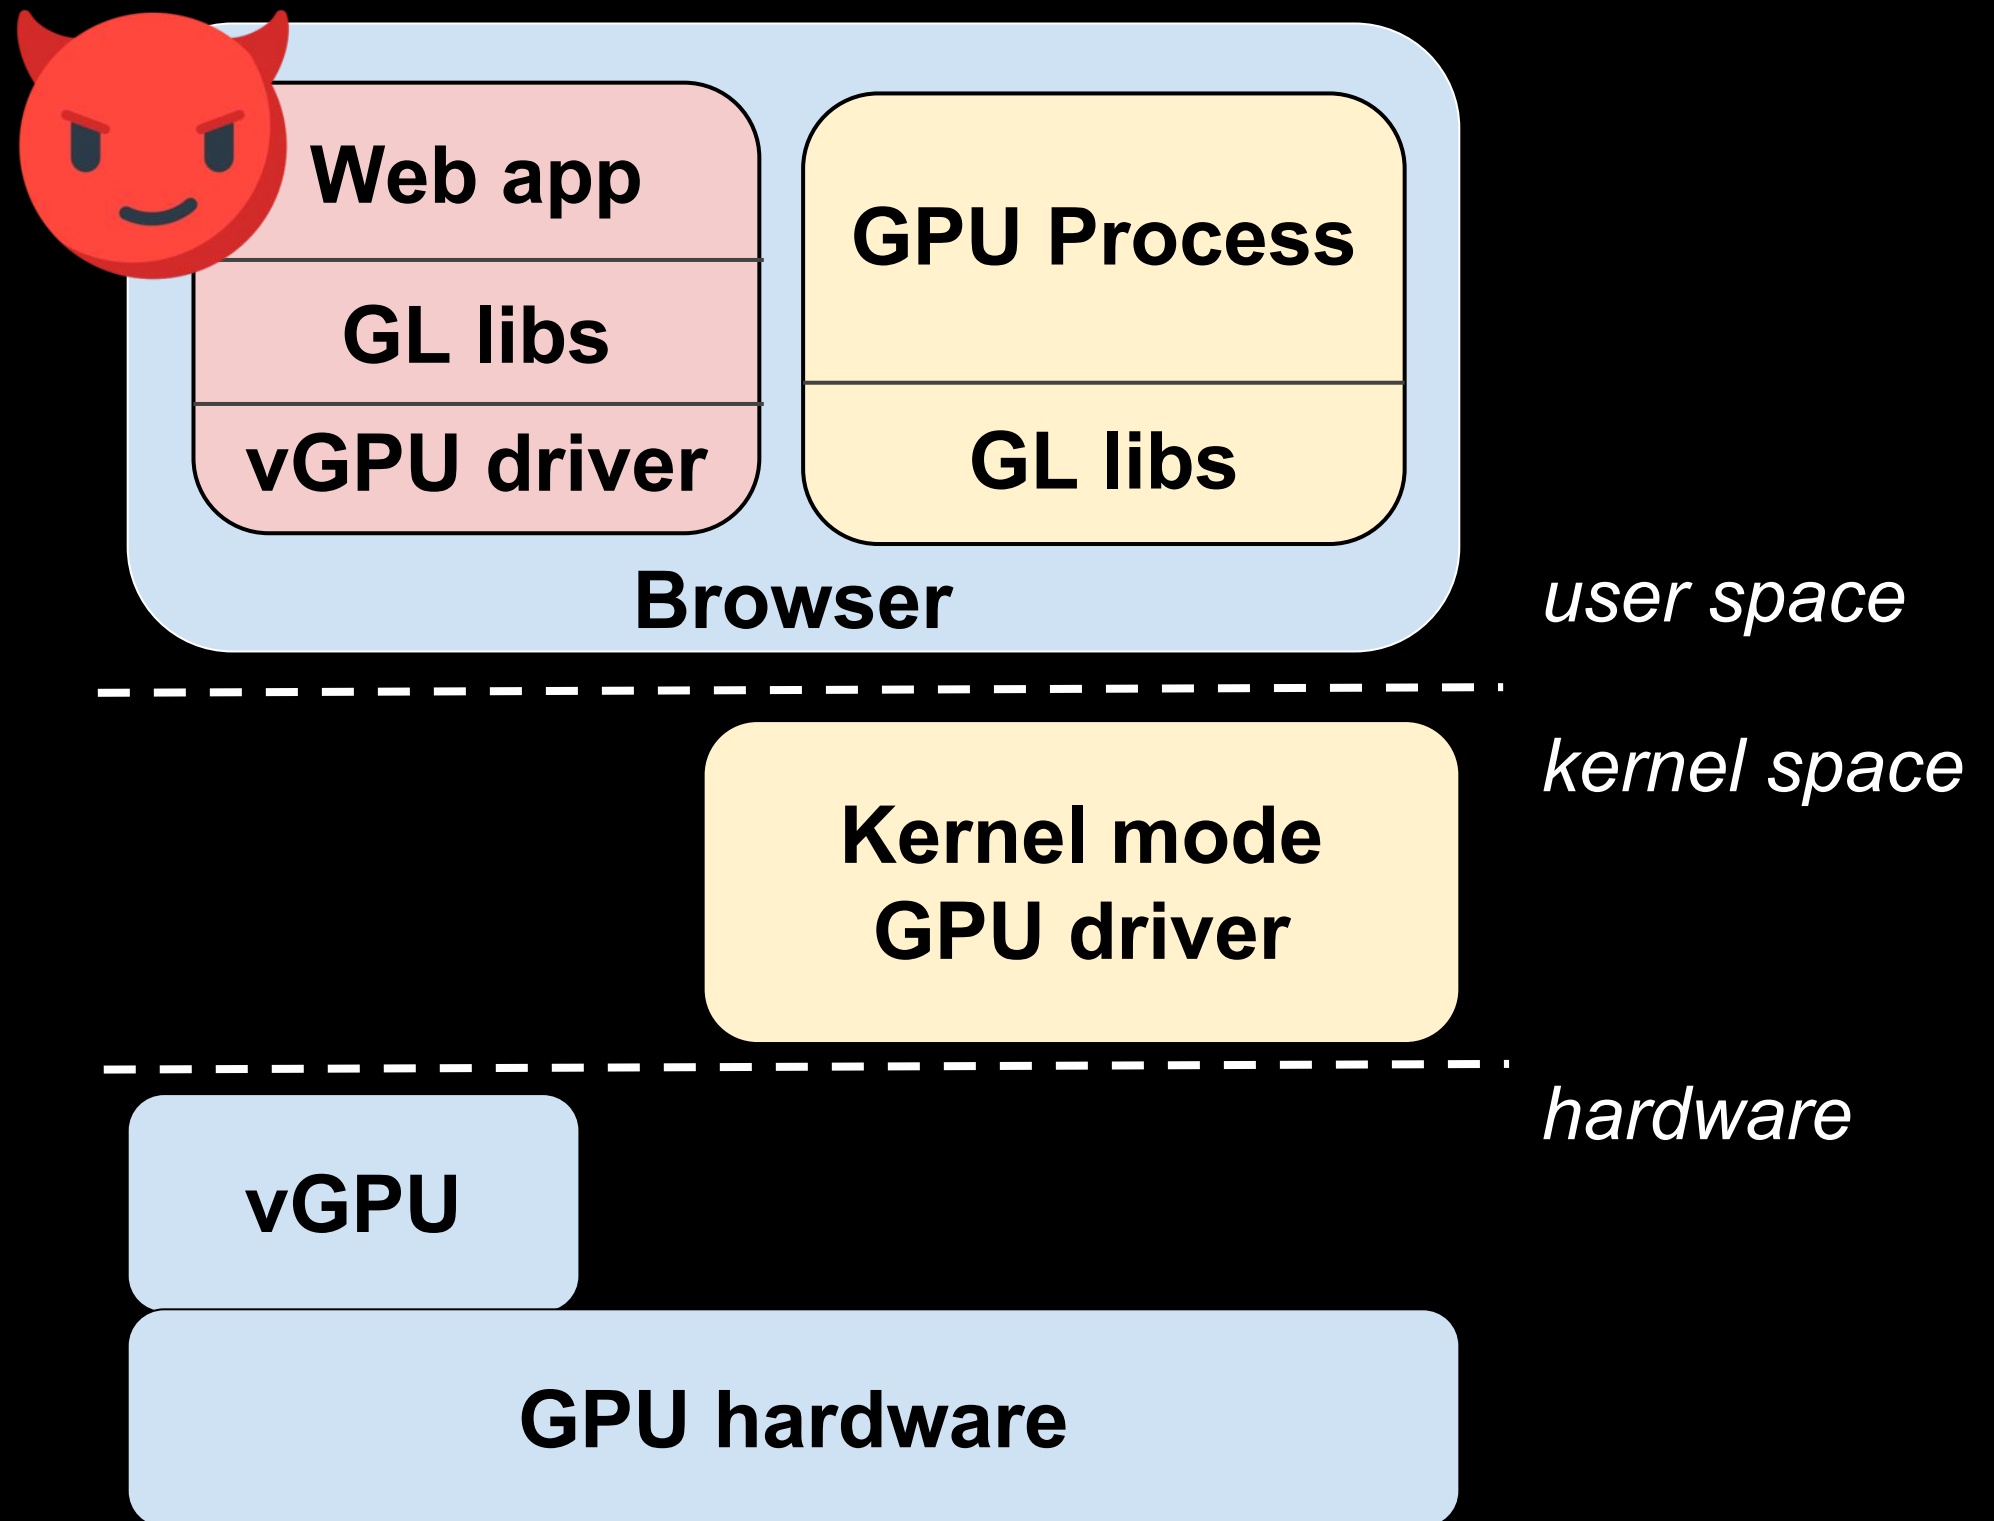 Web app
GL libs
vGPU driver
GPU Process
GL libs
Browser
user space
kernel space
Kernel mode
GPU driver
hardware
vGPU
GPU hardware